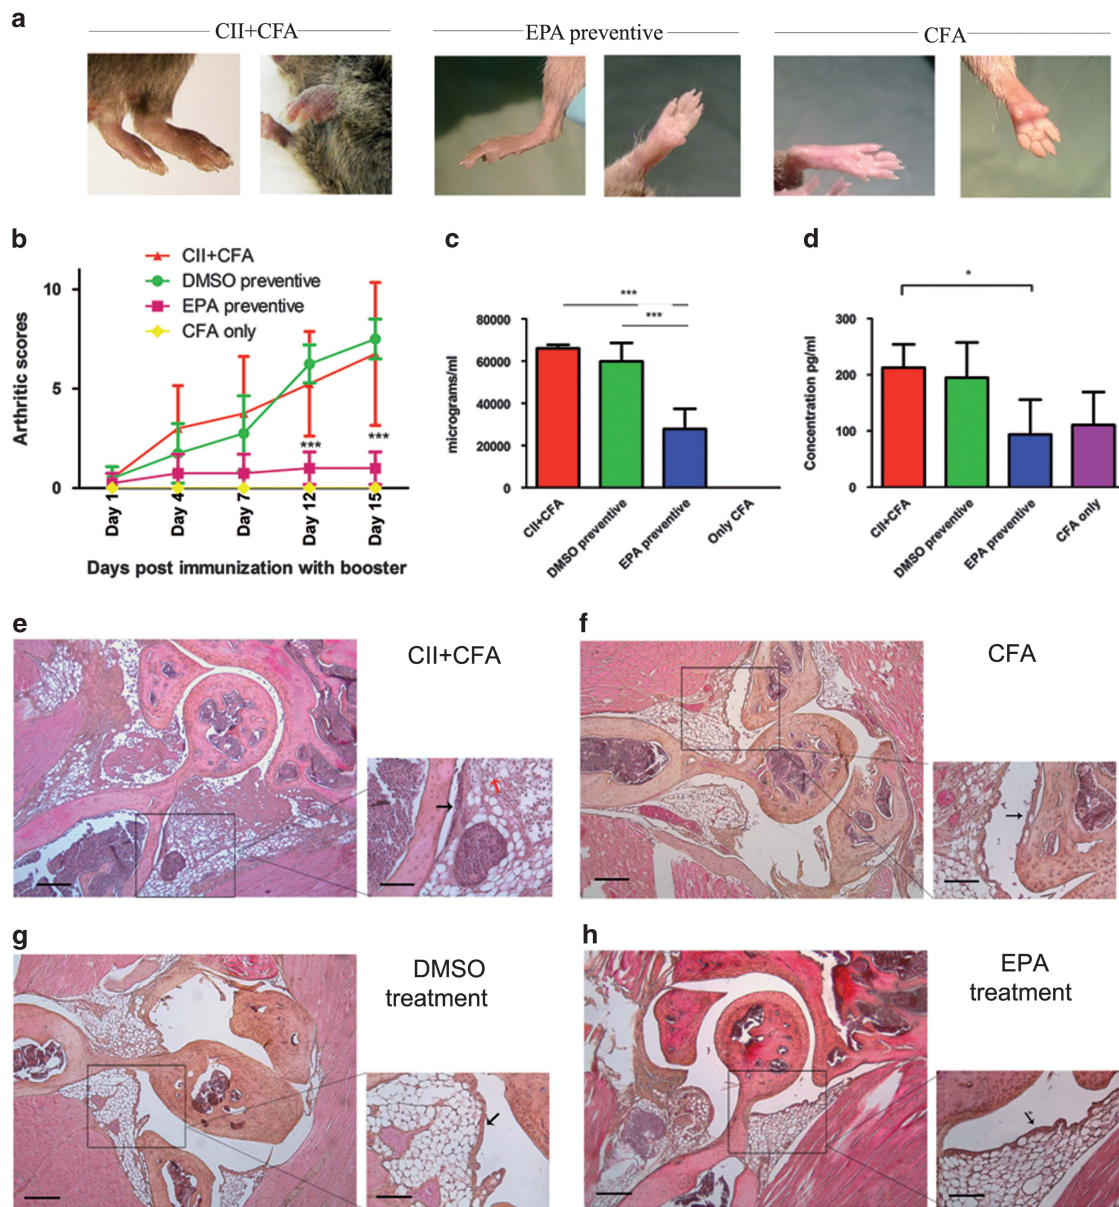 a
CII+CFA
EPA preventive
CFA
b
CII+CFA
DMSO preventive
EPA preventive
CFA only
Arthritic scores
10
5
0
***
***
Day 1
Day 4
Day 7
Day 12
Day 15
Days post immunization with booster
c
***
***
micrograms/ml
80000
60000
40000
20000
0
CII+CFA
DMSO preventive
EPA preventive
Only CFA
d
*
Concentration pg/ml
300
200
100
0
CII+CFA
DMSO preventive
EPA preventive
CFA only
e
CII+CFA
f
CFA
g
DMSO
treatment
h
EPA
treatment